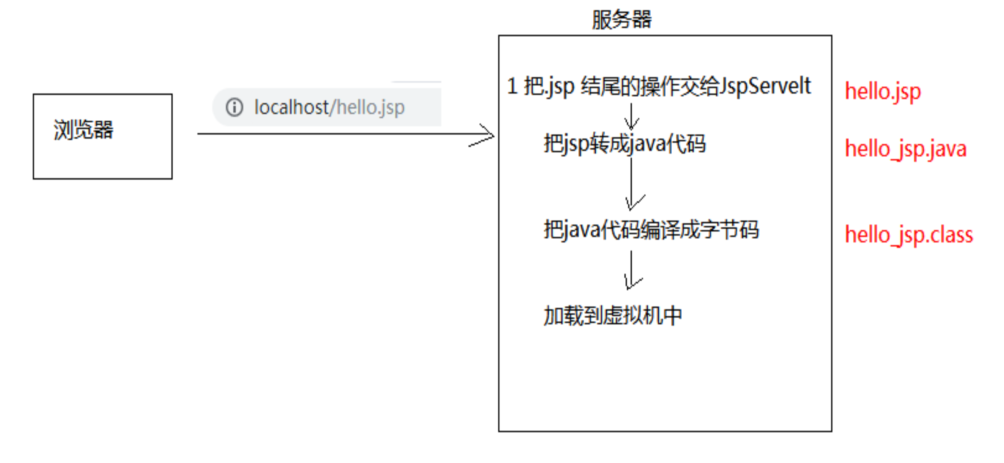 服务器
1 把.jsp 结尾的操作交给JspServelt
hello.jsp
localhost/hello.jsp
浏览器
把jsp转成java代码
hello_jsp.java
把java代码编译成字节码
hello_jsp.class
加载到虚拟机中